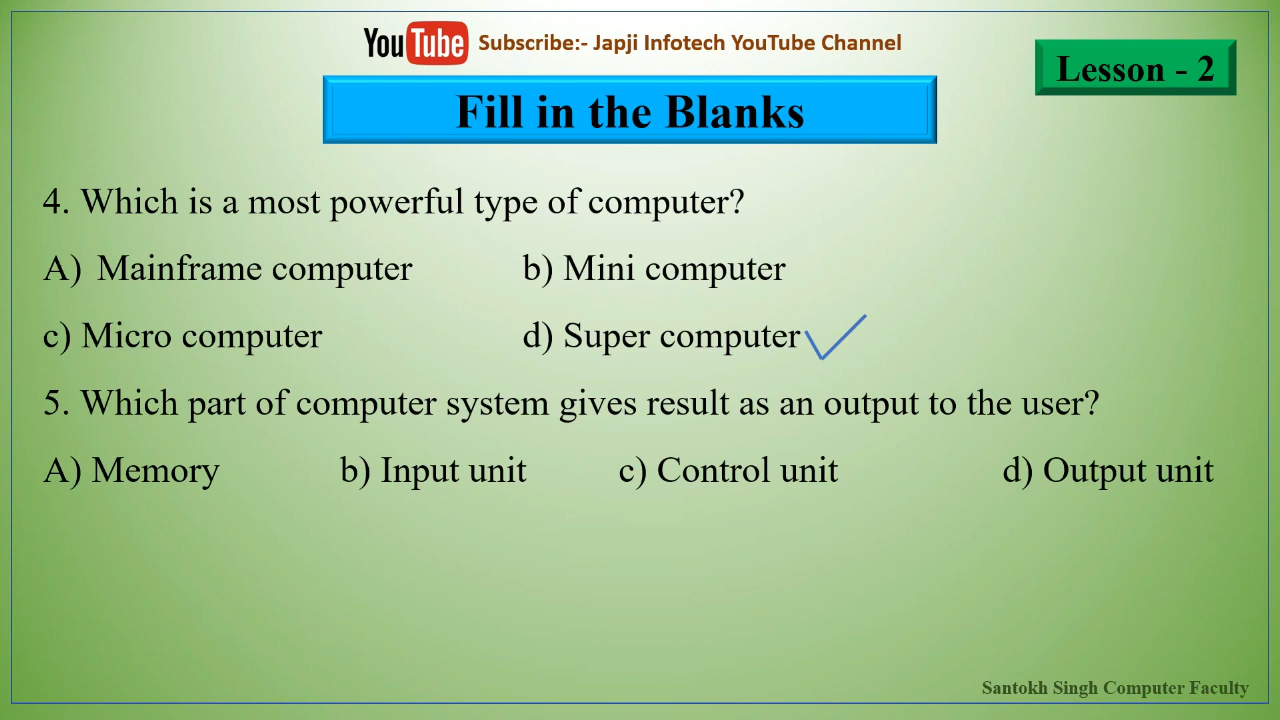 YouTube Subscribe:- Japji Infotech YouTube Channel
Lesson - 2
Fill in the Blanks
4. Which is a most powerful type of computer?
A) Mainframe computer b) Mini computer
c) Micro computer d) Super computer
5. Which part of computer system gives result as an output to the user?
A) Memory b) Input unit c) Control unit d) Output unit
Santokh Singh Computer Faculty